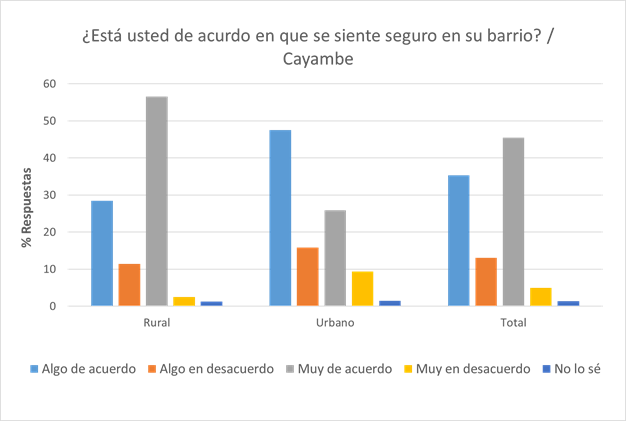 ¿Está usted de acurdo en que se siente seguro en su barrio? /
Cayambe
60
50
40
30
20
10
0
% Respuestas
Rural
Urbano
Total
Algo de acuerdo
Algo en desacuerdo
Muy de acuerdo
Muy en desacuerdo
No lo sé